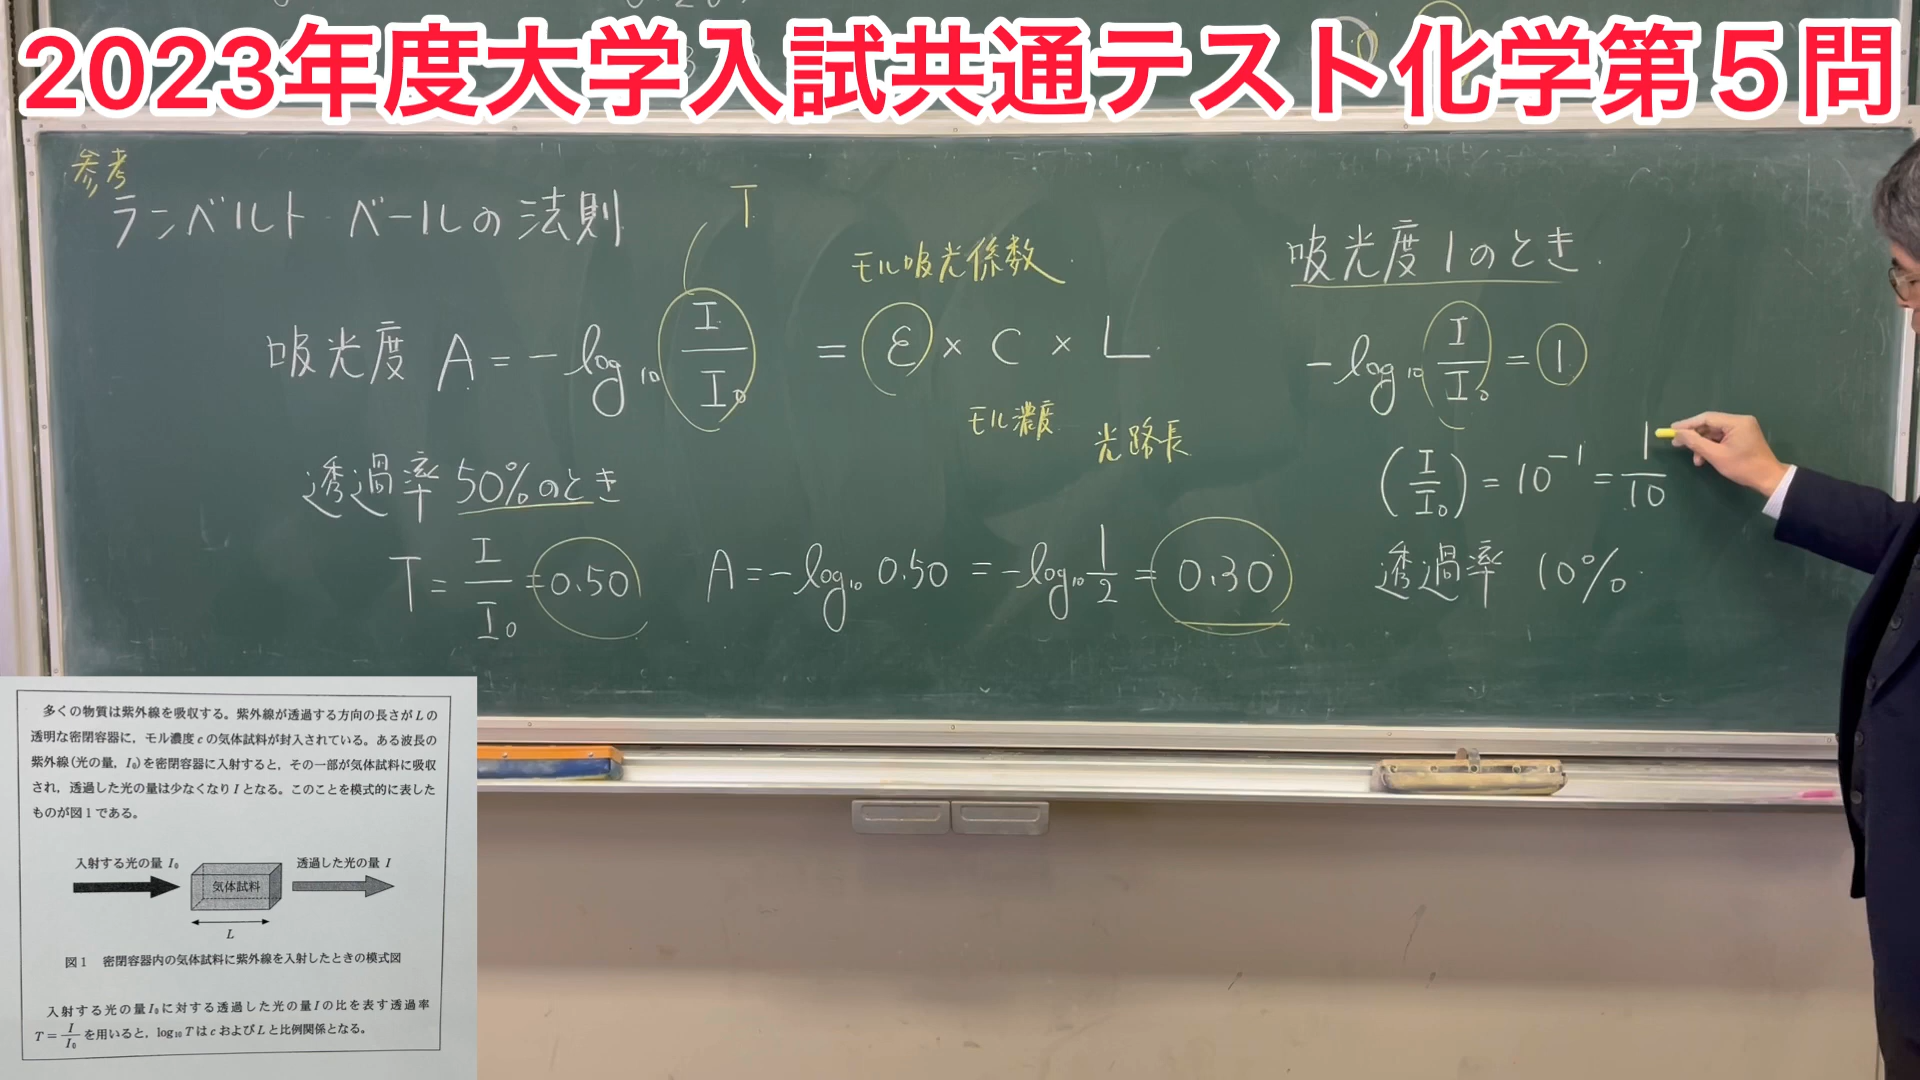 2023年度大学入試共通テスト化学第5問
参考
ランベルト・ベールの法則
T
モル吸光係数
吸光度 A = -log₁₀ I/I₀ = ε × C × L
モル濃度
光路長
透過率 50%のとき
T = I/I₀ = 0.50
A = -log₁₀ 0.50 = -log₁₀ 1/2 = 0.30
吸光度 1のとき
-log₁₀ I/I₀ = 1
(I/I₀) = 10⁻¹ = 1/10
透過率 10%
多くの物質は紫外線を吸収する。紫外線が透過する方向の長さがLの
透明な密閉容器に,モル濃度cの気体試料が封入されている。ある波長の
紫外線(光の量,I₀)を密閉容器に入射すると,その一部が気体試料に吸収
され,透過した光の量は少なくなりIとなる。このことを模式的に表した
ものが図1である。
入射する光の量 I₀
透過した光の量 I
気体試料
L
図1 密閉容器内の気体試料に紫外線を入射したときの模式図
入射する光の量I₀に対する透過した光の量Iの比を表す透過率
T = I/I₀ を用いると,log₁₀ T はcおよびLと比例関係となる。